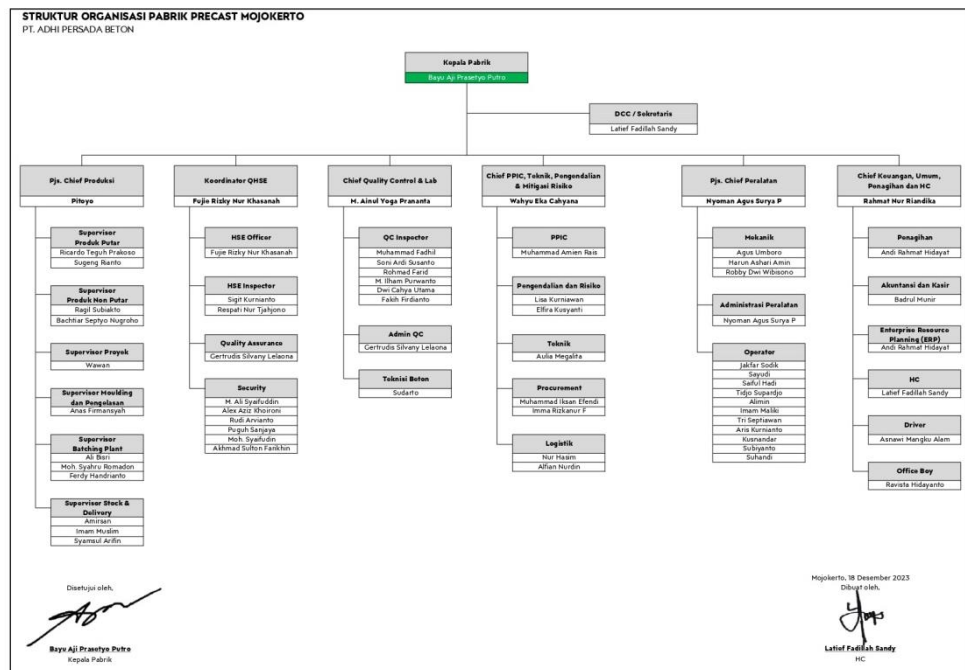 STRUKTUR ORGANISASI PABRIK PRECAST MOJOKERTO
PT. ADHI PERSADA BETON
Kepala Pabrik
Bayu Aji Prasetyo Putro
DCC / Sekretaris
Latief Fadillah Sandy
Pjs. Chief Produksi
Pitoyo
Supervisor
Produk Putar
Ricardo Teguh Prakoso
Sugeng Rianto
Supervisor
Produk Non Putar
Ragil Subiakto
Bachtiar Septyo Nugroho
Supervisor Proyek
Wawan
Supervisor Moulding
dan Pengelasan
Anas Firmansyah
Supervisor
Batching Plant
Ali Bisri
Moh. Syahru Romadon
Ferdy Handrianto
Supervisor Stock &
Delivery
Amirsan
Imam Muslim
Syamsul Arifin
Koordinator QHSE
Fujie Rizky Nur Khasanah
HSE Officer
Fujie Rizky Nur Khasanah
HSE Inspector
Sigit Kurnianto
Respati Nur Tjahjono
Quality Assurance
Gertrudis Silvany Lelaona
Security
M. Ali Syaifuddin
Alex Aziz Khoironi
Rudi Arvianto
Puguh Sanjaya
Moh. Syaifudin
Akhmad Sulton Farikhin
Chief Quality Control & Lab
M. Ainul Yoga Prananta
QC Inspector
Muhammad Fadhil
Soni Ardi Susanto
Rohmad Farid
M. Ilham Purwanto
Dwi Cahya Utama
Fakih Firdianto
Admin QC
Gertrudis Silvany Lelaona
Teknisi Beton
Sudarto
Chief PPIC, Teknik, Pengendalian
& Mitigasi Risiko
Wahyu Eka Cahyana
PPIC
Muhammad Amien Rais
Pengendalian dan Risiko
Lisa Kurniawan
Elfira Kusyanti
Teknik
Aulia Megalita
Procurement
Muhammad Iksan Efendi
Imma Rizkanur F
Logistik
Nur Hasim
Alfian Nurdin
Pjs. Chief Peralatan
Nyoman Agus Surya P
Mekanik
Agus Umboro
Harun Ashari Amin
Robby Dwi Wibisono
Administrasi Peralatan
Nyoman Agus Surya P
Operator
Jakfar Sodik
Sayudi
Saiful Hadi
Tidjo Supardjo
Alimin
Imam Maliki
Tri Septiawan
Aris Kurnianto
Kusnandar
Subiyanto
Suhandi
Chief Keuangan, Umum,
Penagihan dan HC
Rahmat Nur Riandika
Penagihan
Andi Rahmat Hidayat
Akuntansi dan Kasir
Badrul Munir
Enterprise Resource
Planning (ERP)
Andi Rahmat Hidayat
HC
Latief Fadillah Sandy
Driver
Asnawi Mangku Alam
Office Boy
Ravista Hidayanto
Disetujui oleh,
Bayu Aji Prasetyo Putro
Kepala Pabrik
Mojokerto, 18 Desember 2023
Dibuat oleh,
Latief Fadillah Sandy
HC